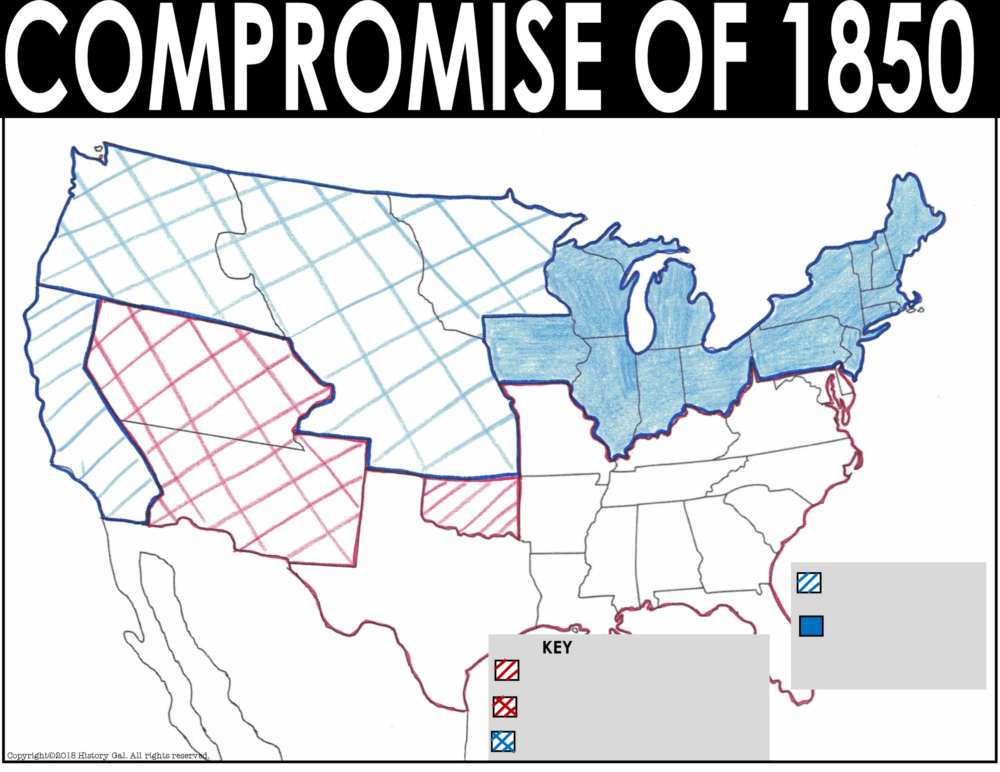 COMPROMISE OF 1850
KEY
Copyright©2018 History Gal. All rights reserved.